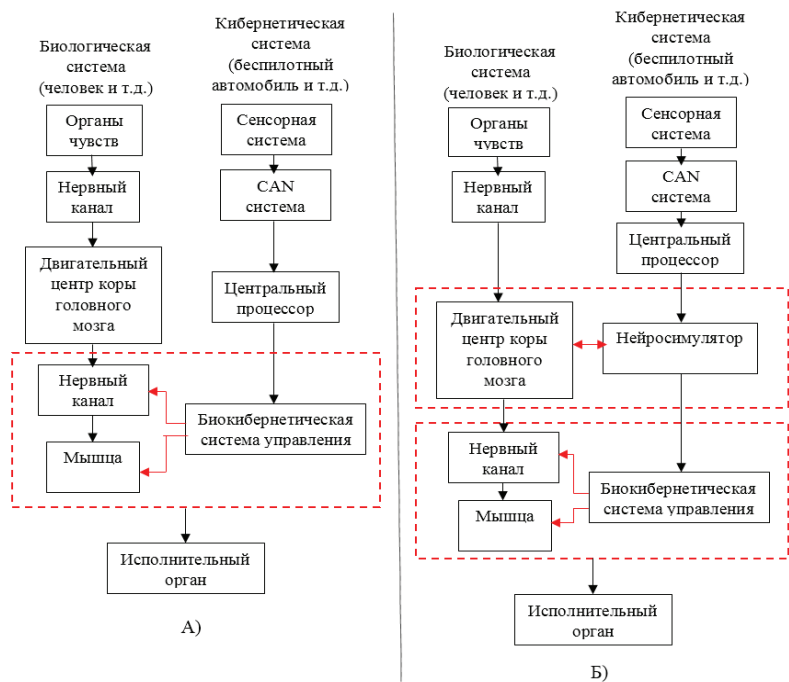 Биологическая
система
(человек и т.д.)
Кибернетическая
система
(беспилотный
автомобиль и т.д.)
Органы
чувств
Сенсорная
система
Нервный
канал
CAN
система
Двигательный
центр коры
головного
мозга
Центральный
процессор
Нервный
канал
Биокибернетическая
система управления
Мышца
Исполнительный
орган
А)
Биологическая
система
(человек и т.д.)
Кибернетическая
система
(беспилотный
автомобиль и т.д.)
Органы
чувств
Сенсорная
система
Нервный
канал
CAN
система
Центральный
процессор
Двигательный
центр коры
головного
мозга
Нейросимулятор
Нервный
канал
Биокибернетическая
система управления
Мышца
Исполнительный
орган
Б)